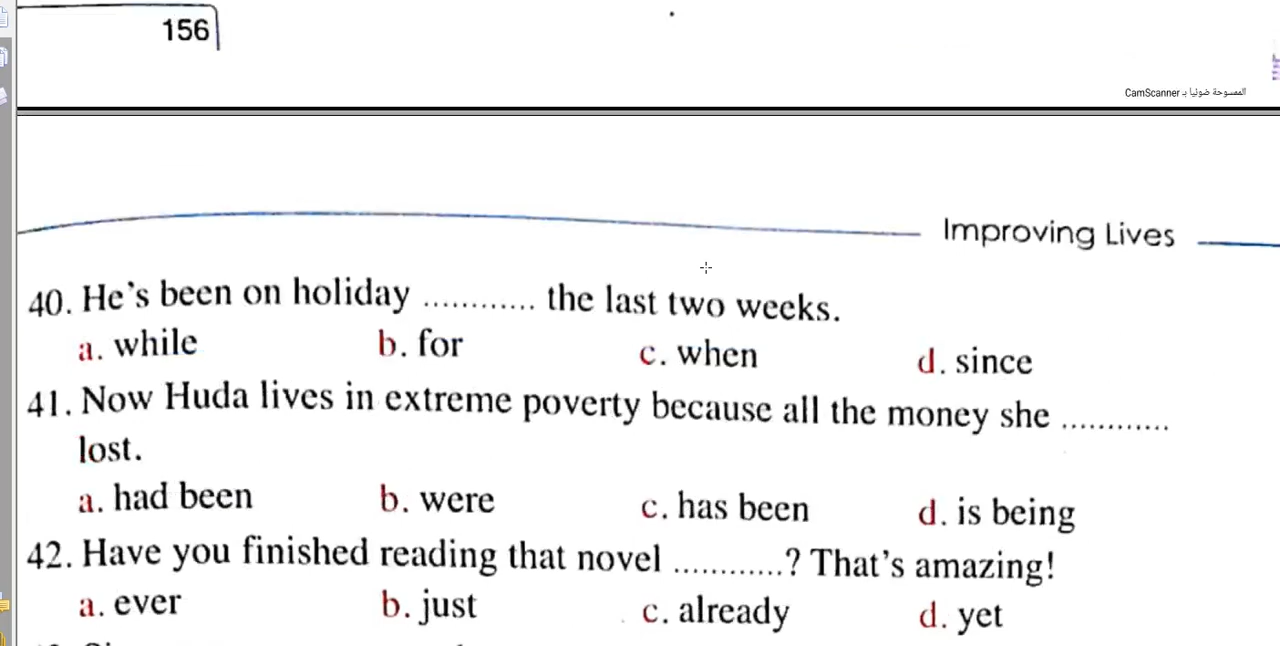 156
الممسوحة ضوئيا بـ CamScanner
Improving Lives
40. He's been on holiday ............ the last two weeks.
a. while b. for c. when d. since
41. Now Huda lives in extreme poverty because all the money she ............
lost.
a. had been b. were c. has been d. is being
42. Have you finished reading that novel ............? That's amazing!
a. ever b. just c. already d. yet